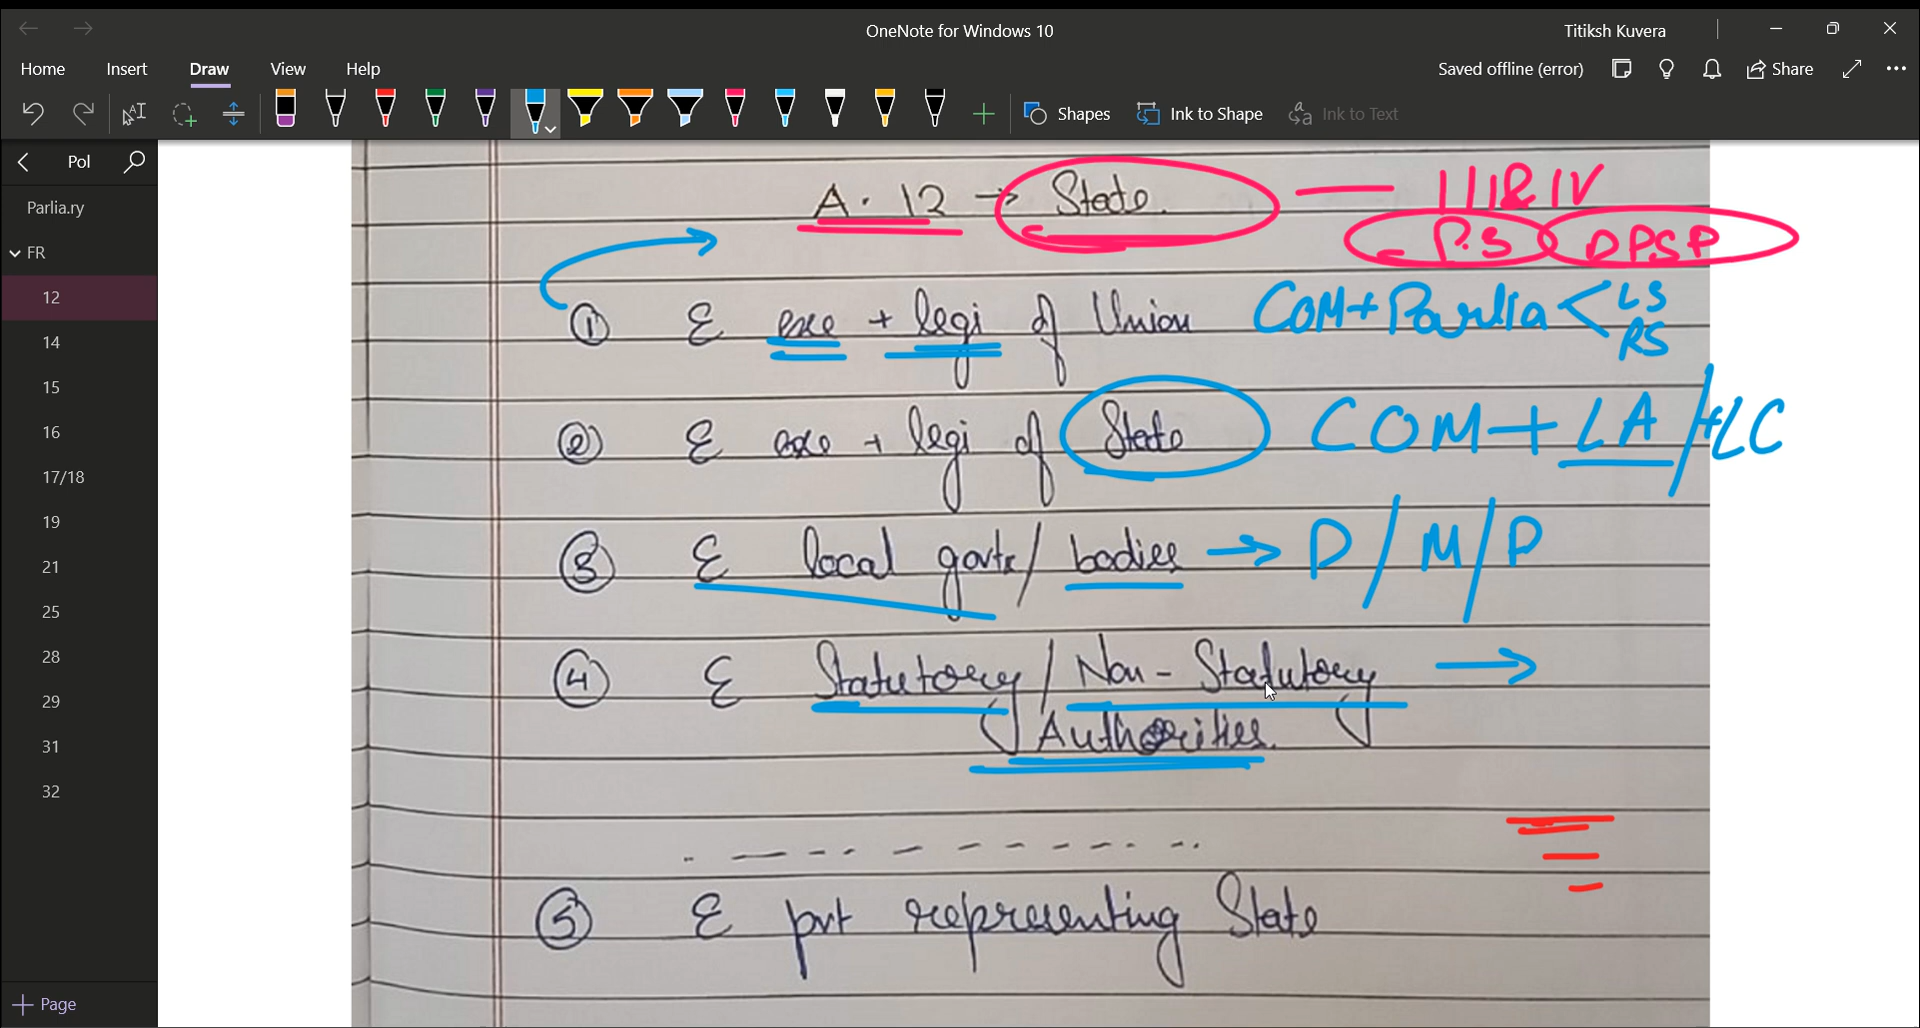 OneNote for Windows 10
Titiksh Kuvera
Home Insert Draw View Help
Saved offline (error) Share
Shapes Ink to Shape Ink to Text
Pol
Parlia.ry
FR
12
14
15
16
17/18
19
21
25
28
29
31
32
+ Page
A. 12 → State. — III & IV
DPSP
① Ɛ exe + legi of Union COM + Parlia < LS RS
② Ɛ exe + legi of State COM + LA / + LC
③ Ɛ local govts/ bodies → D / M / P
④ Ɛ Statutory / Non-Statutory →
Authorities.
⑤ Ɛ pvt representing State